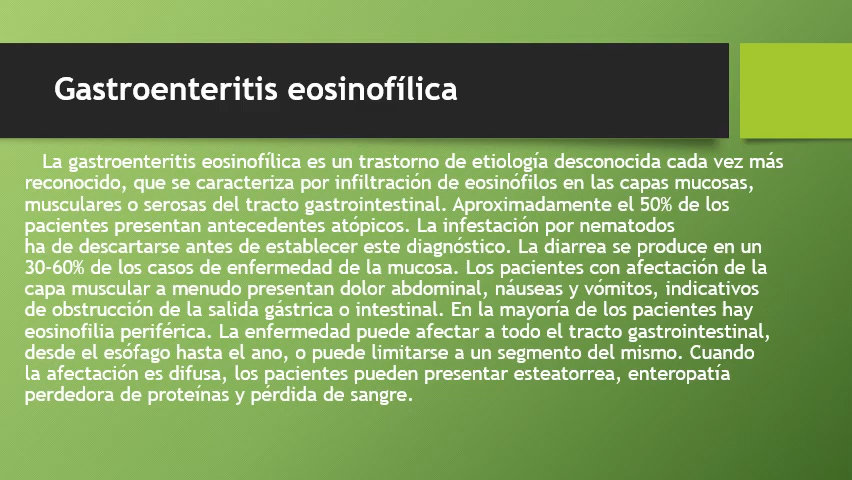 Gastroenteritis eosinofílica
La gastroenteritis eosinofílica es un trastorno de etiología desconocida cada vez más
reconocido, que se caracteriza por infiltración de eosinófilos en las capas mucosas,
musculares o serosas del tracto gastrointestinal. Aproximadamente el 50% de los
pacientes presentan antecedentes atópicos. La infestación por nematodos
ha de descartarse antes de establecer este diagnóstico. La diarrea se produce en un
30-60% de los casos de enfermedad de la mucosa. Los pacientes con afectación de la
capa muscular a menudo presentan dolor abdominal, náuseas y vómitos, indicativos
de obstrucción de la salida gástrica o intestinal. En la mayoría de los pacientes hay
eosinofilia periférica. La enfermedad puede afectar a todo el tracto gastrointestinal,
desde el esófago hasta el ano, o puede limitarse a un segmento del mismo. Cuando
la afectación es difusa, los pacientes pueden presentar esteatorrea, enteropatía
perdedora de proteínas y pérdida de sangre.